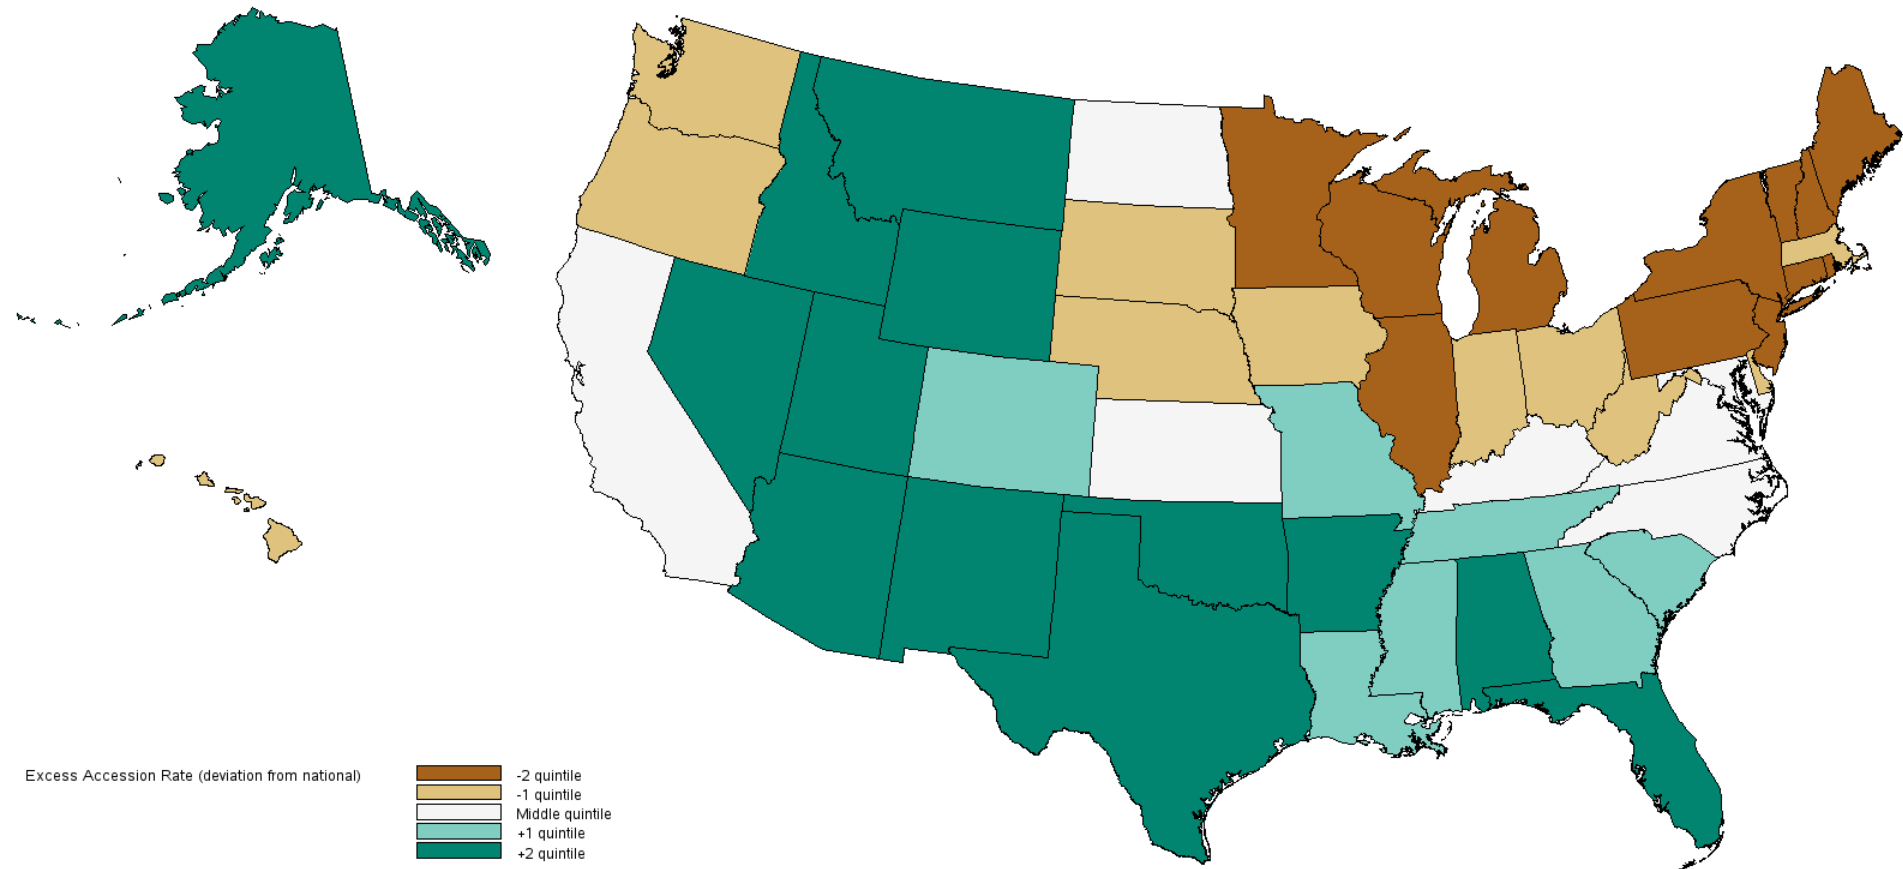 Excess Accession Rate (deviation from national)
-2 quintile
-1 quintile
Middle quintile
+1 quintile
+2 quintile